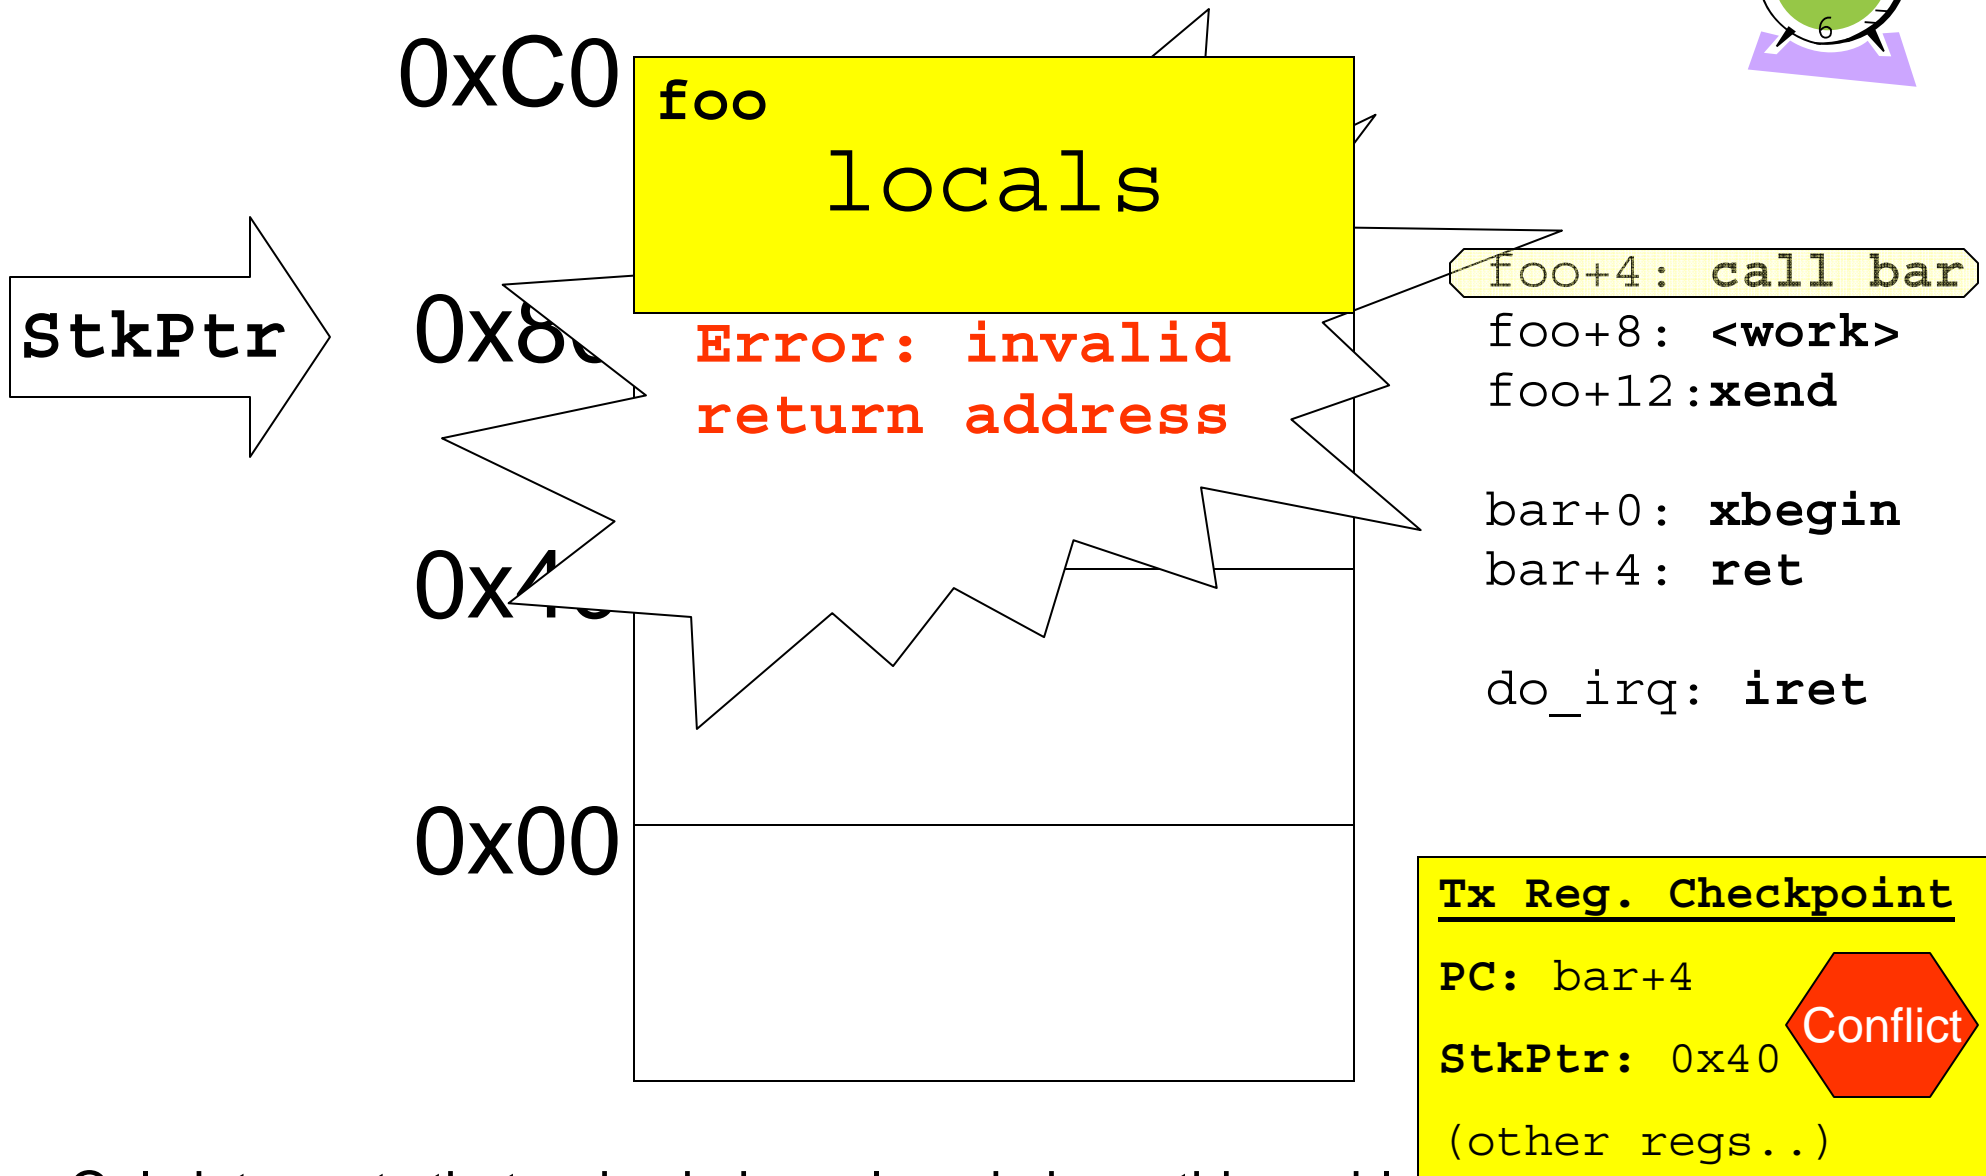 6
0xC0
foo
locals
StkPtr
Error: invalid
return address
0x00
foo+4: call bar
foo+8: <work>
foo+12:xend
bar+0: xbegin
bar+4: ret
do_irq: iret
Tx Reg. Checkpoint
PC: bar+4
Conflict
StkPtr: 0x40
(other regs..)